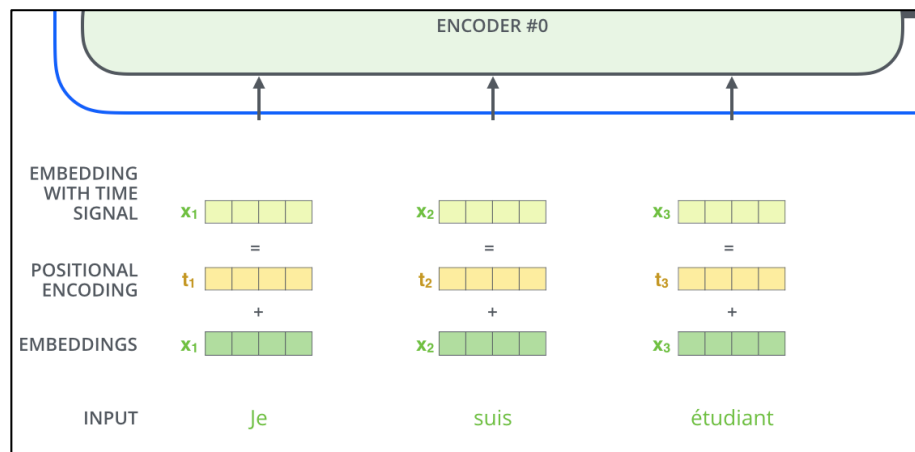 ENCODER #0
EMBEDDING
WITH TIME
SIGNAL
x₁ x₂ x₃
= = =
POSITIONAL
ENCODING
t₁ t₂ t₃
+ + +
EMBEDDINGS x₁ x₂ x₃
INPUT Je suis étudiant